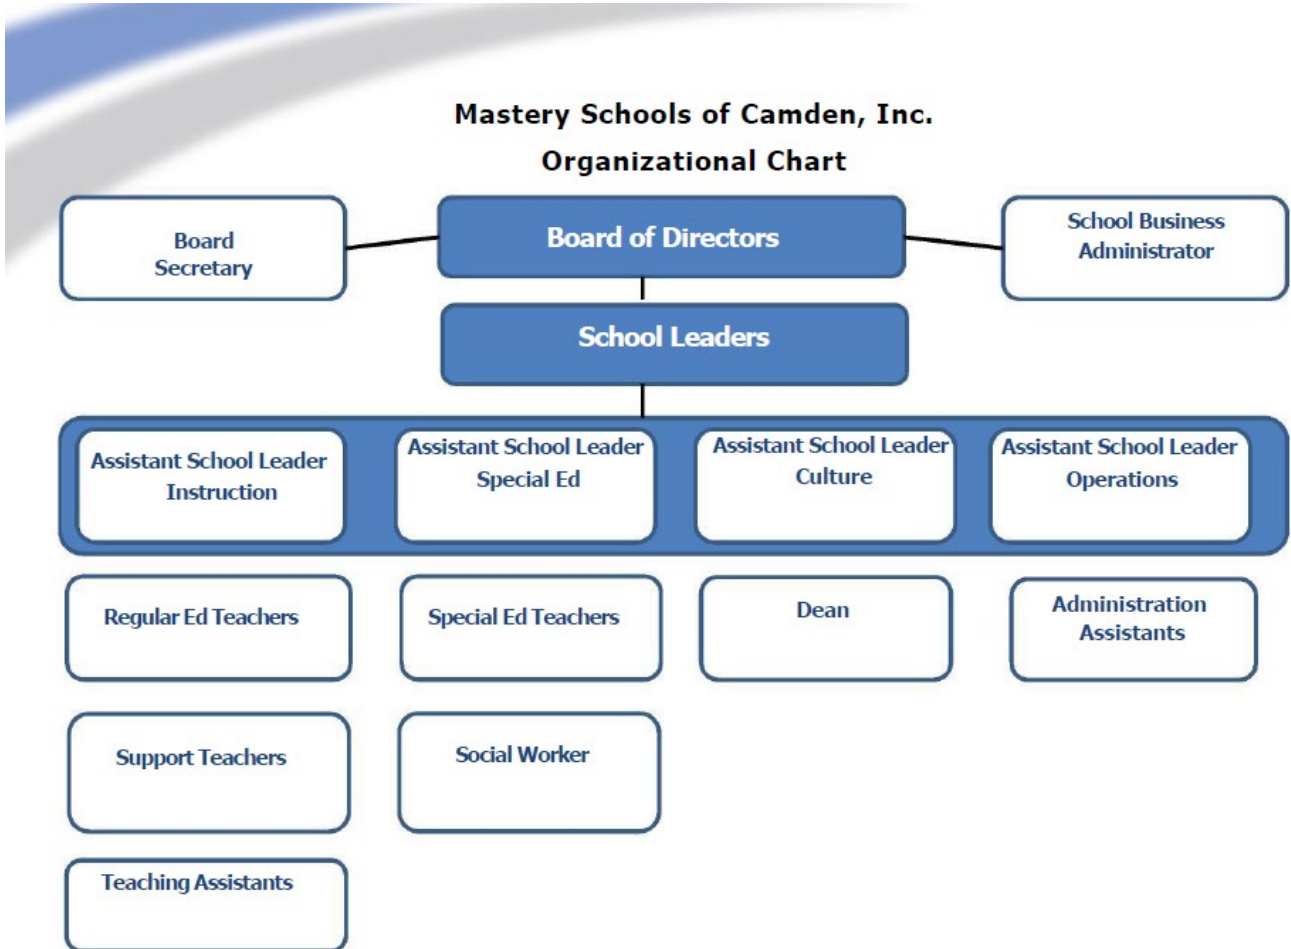 Mastery Schools of Camden, Inc.
Organizational Chart
Board
Secretary
Board of Directors
School Business
Administrator
School Leaders
Assistant School Leader
Instruction
Assistant School Leader
Special Ed
Assistant School Leader
Culture
Assistant School Leader
Operations
Regular Ed Teachers
Special Ed Teachers
Dean
Administration
Assistants
Support Teachers
Social Worker
Teaching Assistants